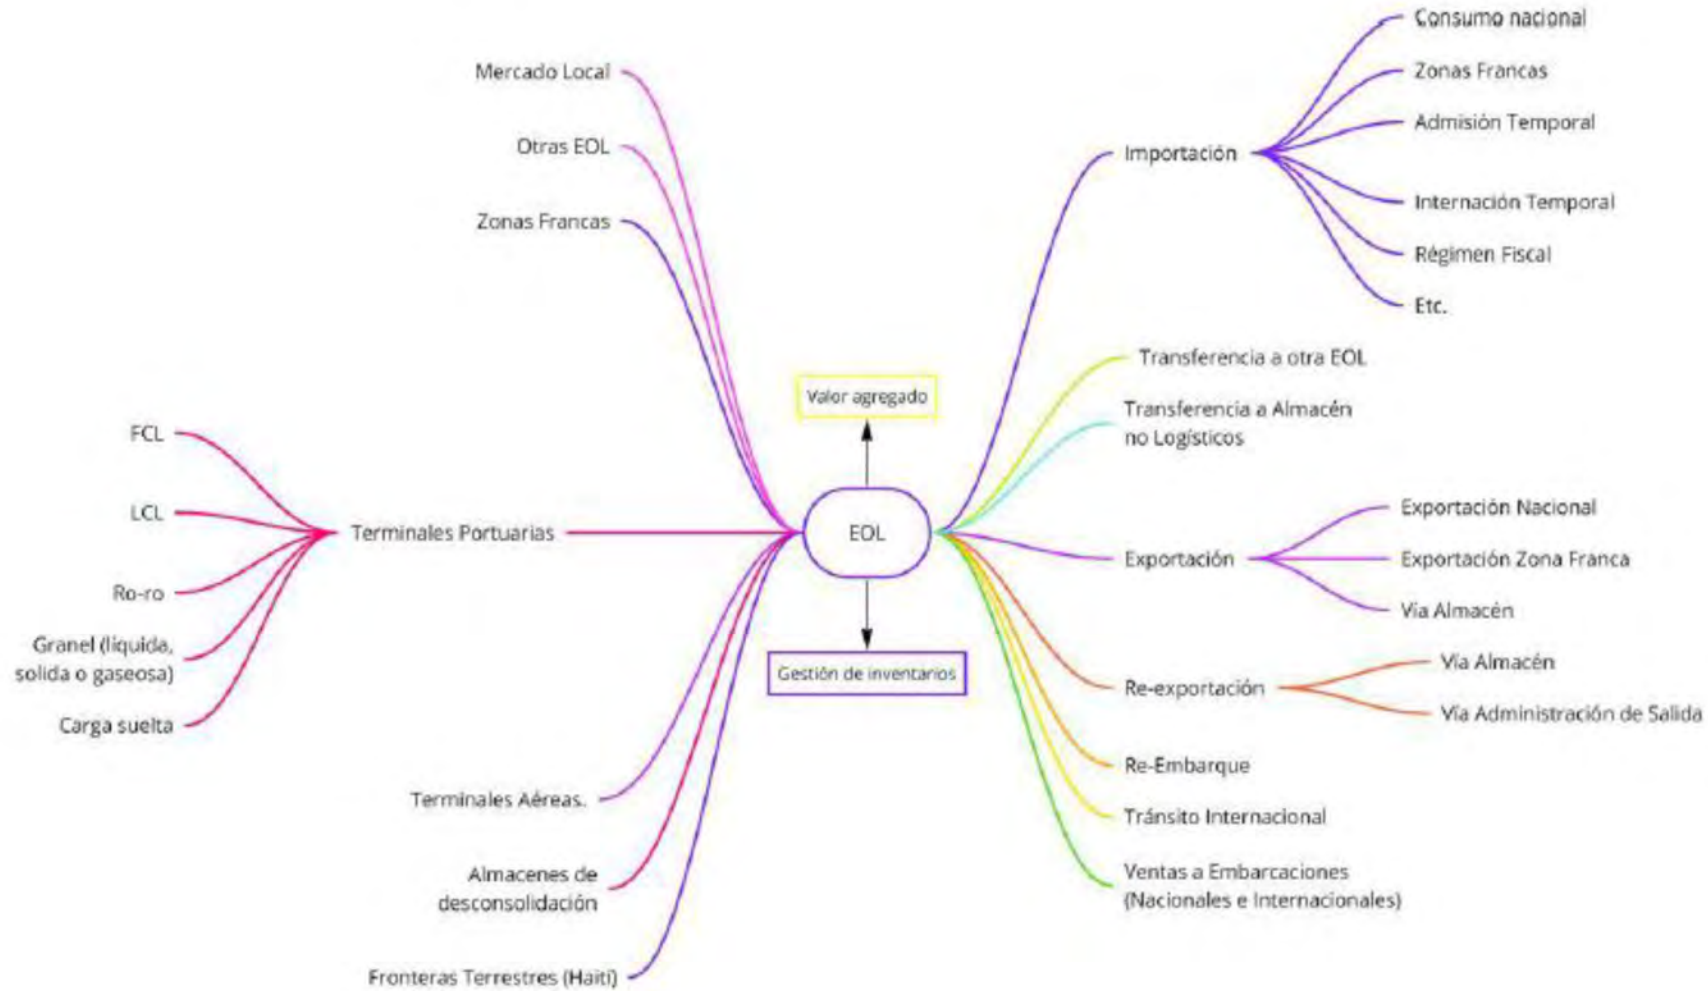 Mercado Local
Otras EOL
Zonas Francas
FCL
LCL
Ro-ro
Granel (líquida,
solida o gaseosa)
Carga suelta
Terminales Portuarias
Terminales Aéreas.
Almacenes de
desconsolidación
Fronteras Terrestres (Haití)
Valor agregado
EOL
Gestión de inventarios
Importación
Consumo nacional
Zonas Francas
Admisión Temporal
Internación Temporal
Régimen Fiscal
Etc.
Transferencia a otra EOL
Transferencia a Almacén
no Logísticos
Exportación
Exportación Nacional
Exportación Zona Franca
Vía Almacén
Re-exportación
Vía Almacén
Vía Administración de Salida
Re-Embarque
Tránsito Internacional
Ventas a Embarcaciones
(Nacionales e Internacionales)